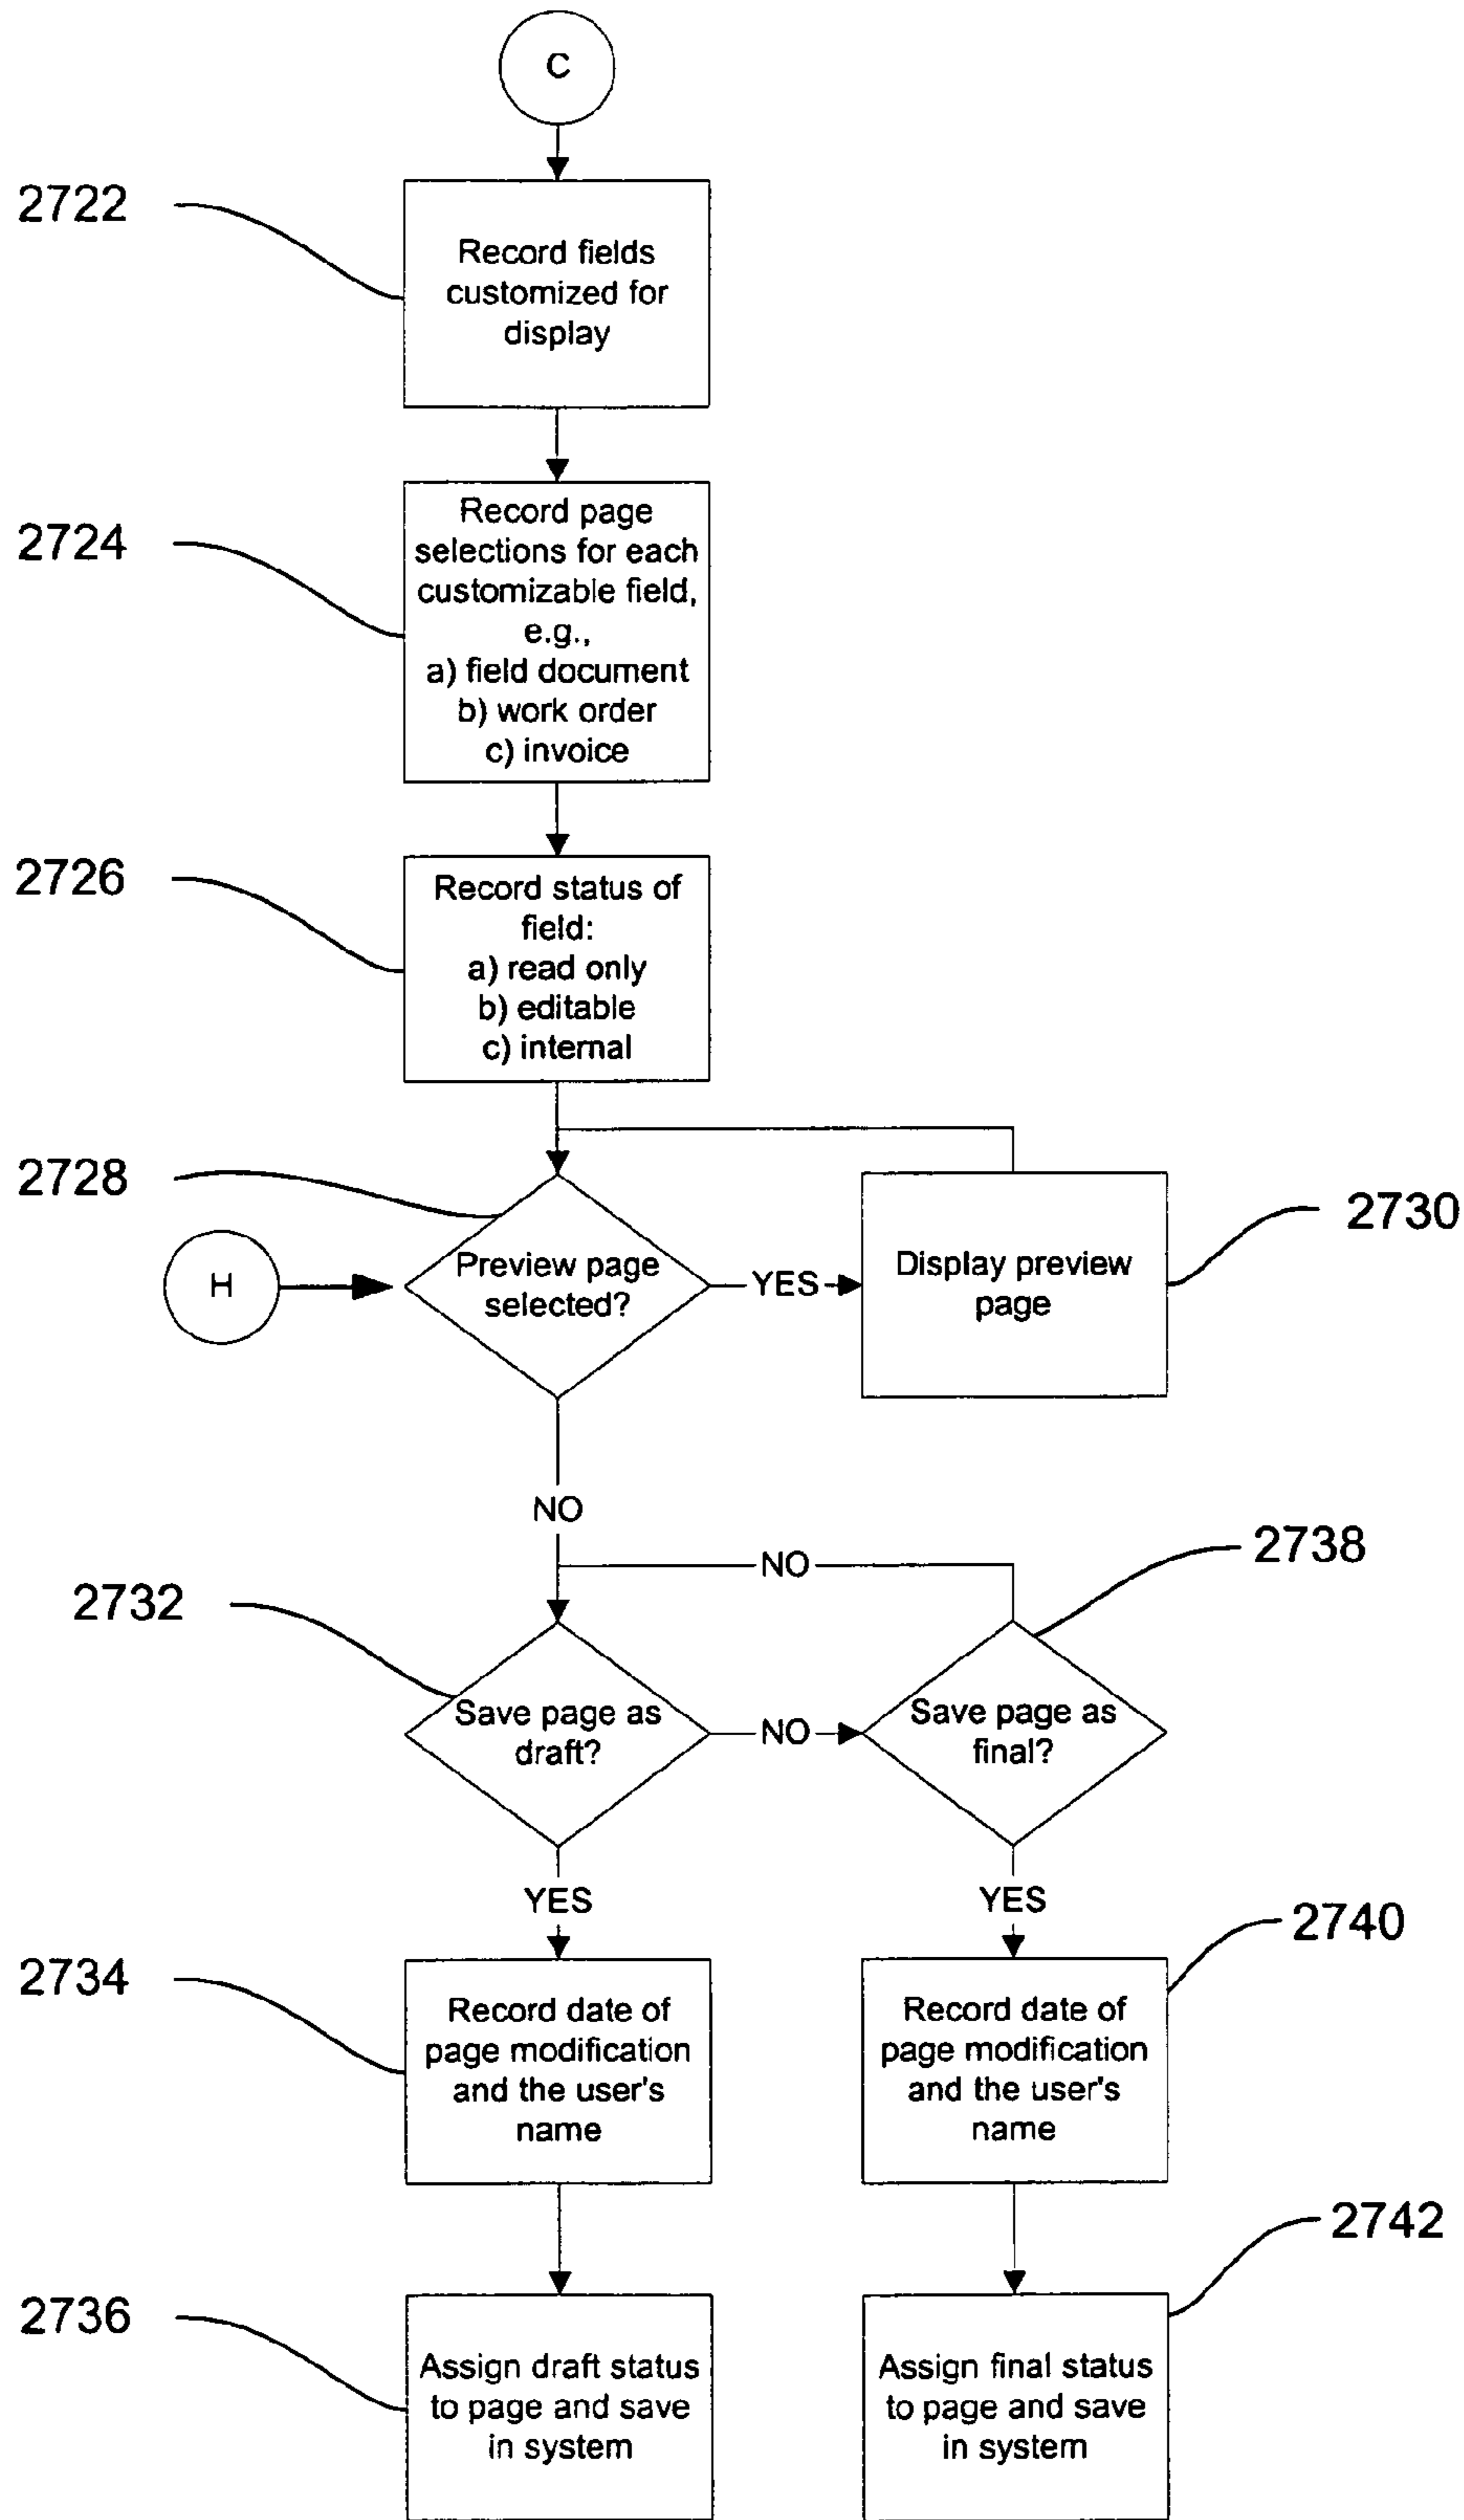 C
2722
Record fields
customized for
display
2724
Record page
selections for each
customizable field,
e.g.,
a) field document
b) work order
c) invoice
2726
Record status of
field:
a) read only
b) editable
c) internal
2728
H
Preview page
selected?
YES
Display preview
page
2730
NO
NO
2738
2732
Save page as
draft?
NO
Save page as
final?
YES
YES
2740
2734
Record date of
page modification
and the user's
name
Record date of
page modification
and the user's
name
2742
2736
Assign draft status
to page and save
in system
Assign final status
to page and save
in system